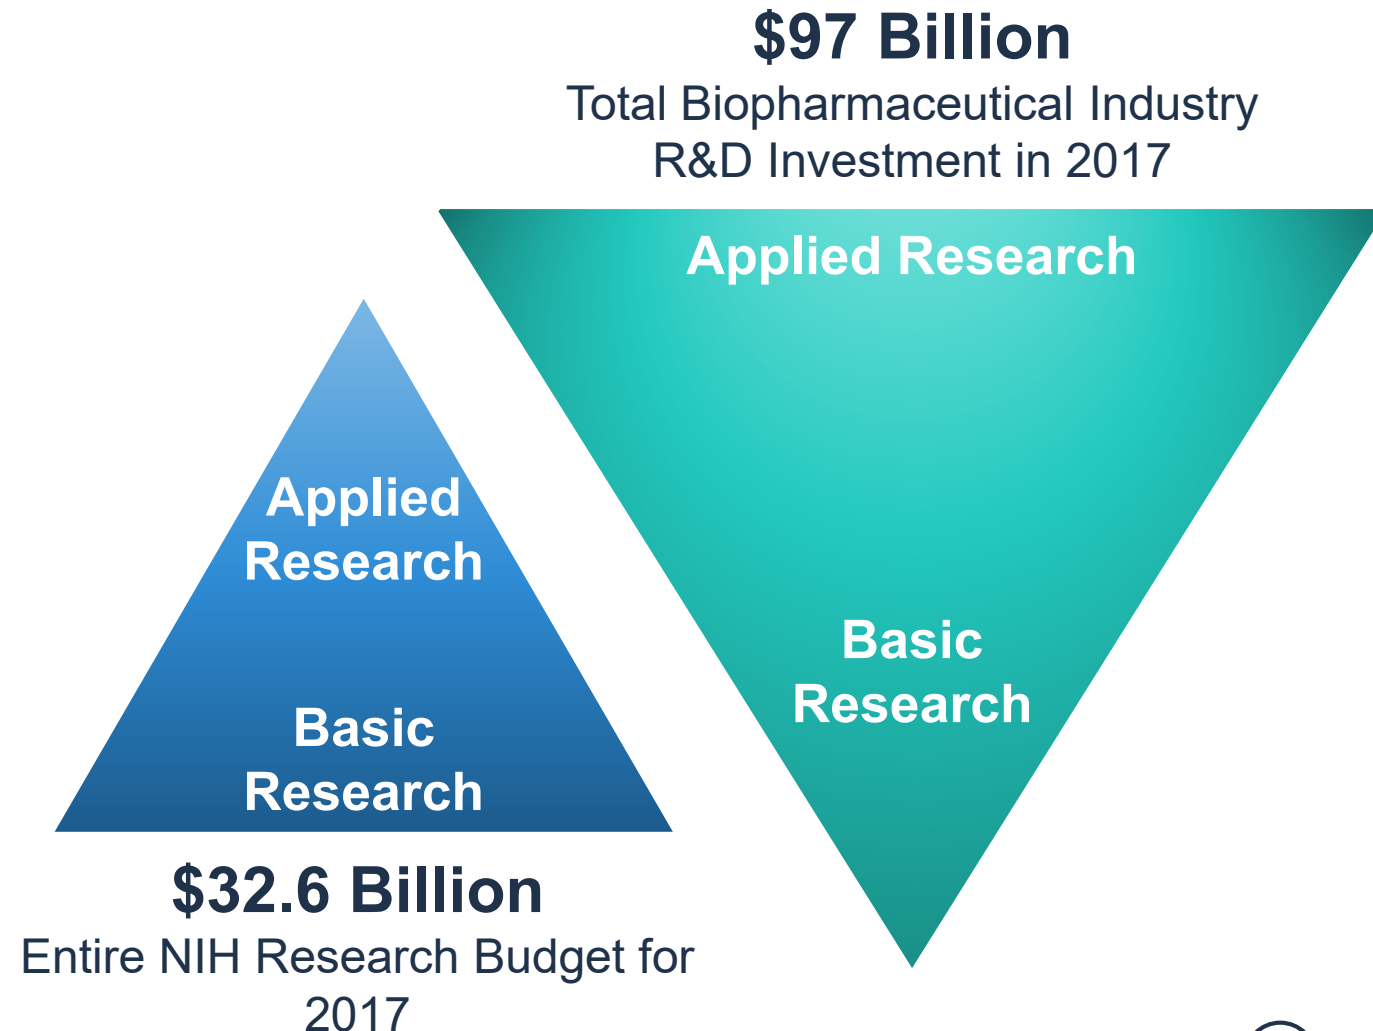 $97 Billion
Total Biopharmaceutical Industry
R&D Investment in 2017
Applied Research
Basic
Research
Applied
Research
Basic
Research
$32.6 Billion
Entire NIH Research Budget for
2017